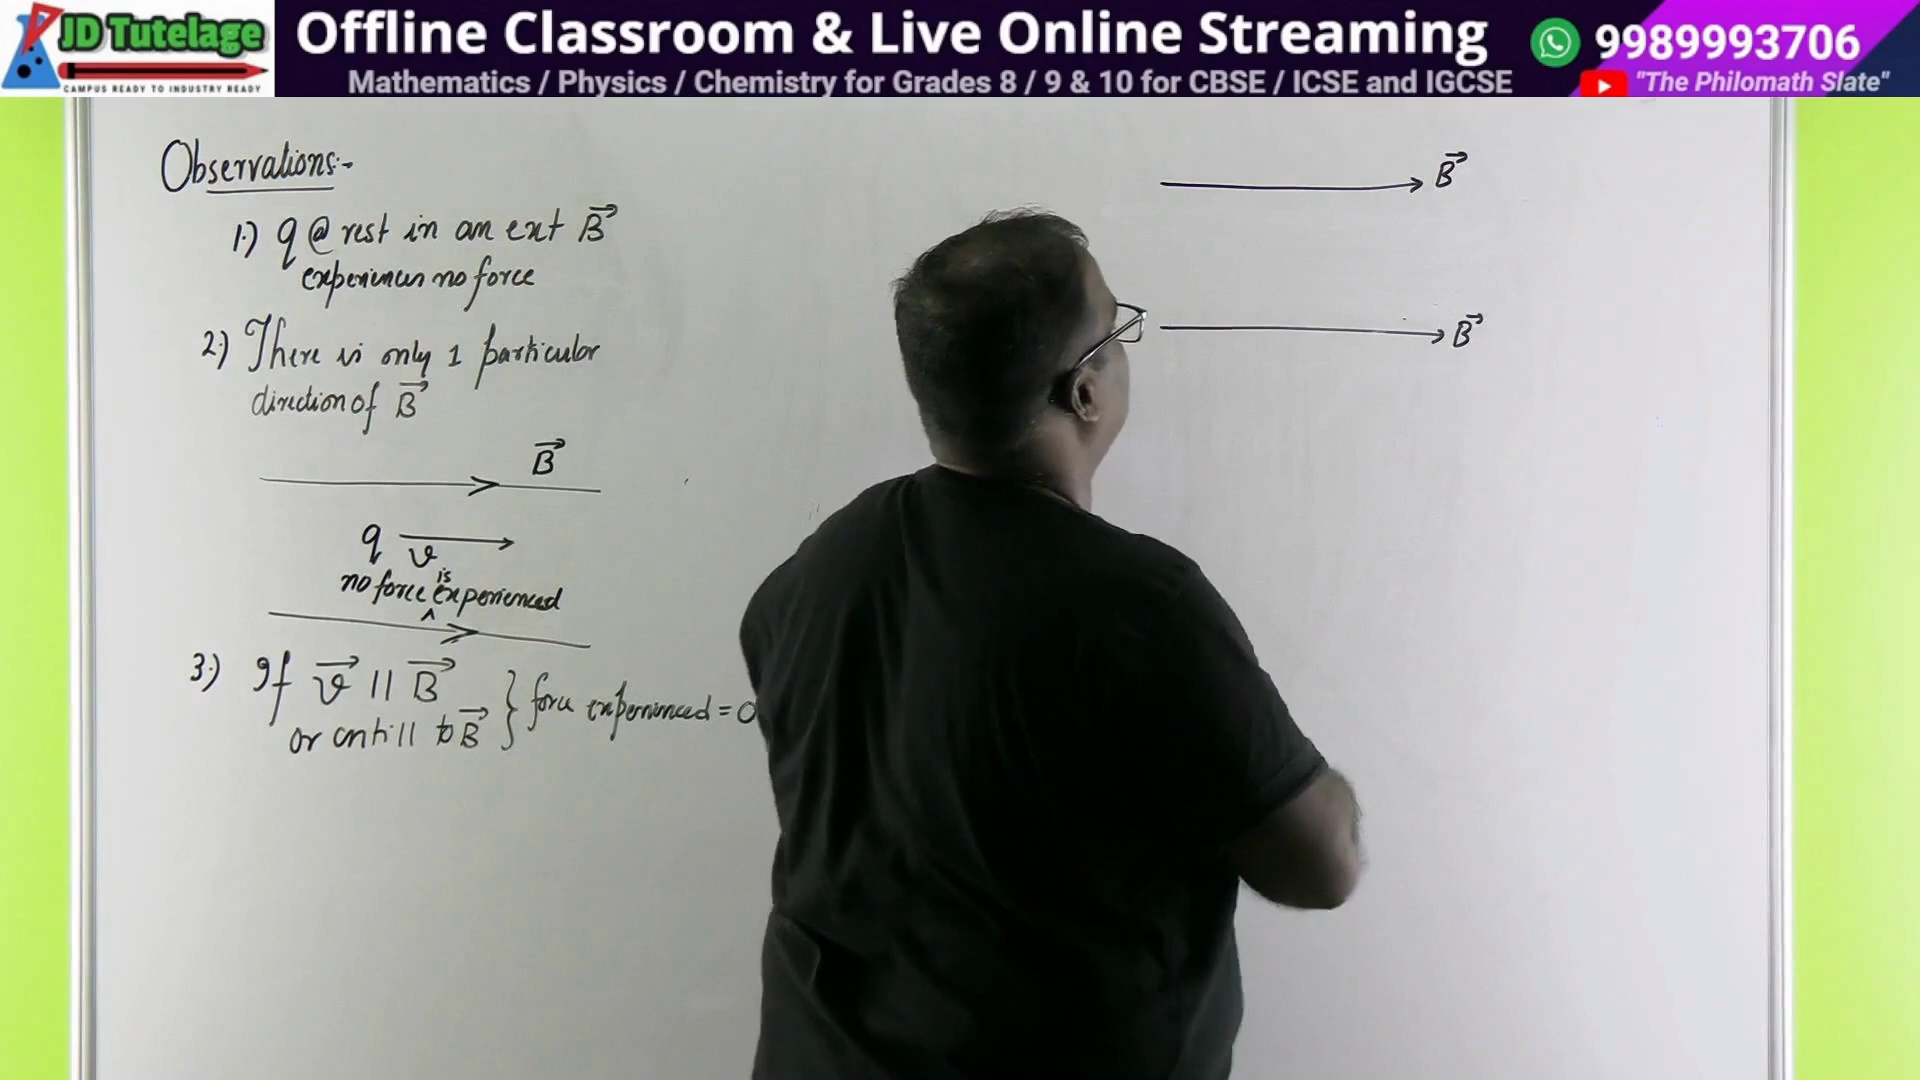 JD Tutelage
CAMPUS READY TO INDUSTRY READY
Offline Classroom & Live Online Streaming
Mathematics / Physics / Chemistry for Grades 8 / 9 & 10 for CBSE / ICSE and IGCSE
9989993706
"The Philomath Slate"
Observations:-
1.) q @ rest in an ext B⃗
experiences no force
2.) There is only 1 particular
direction of B⃗
B⃗
q v
no force is experienced
3.) If v⃗ || B⃗
or anti || to B⃗ } force experienced = 0
B⃗
B⃗